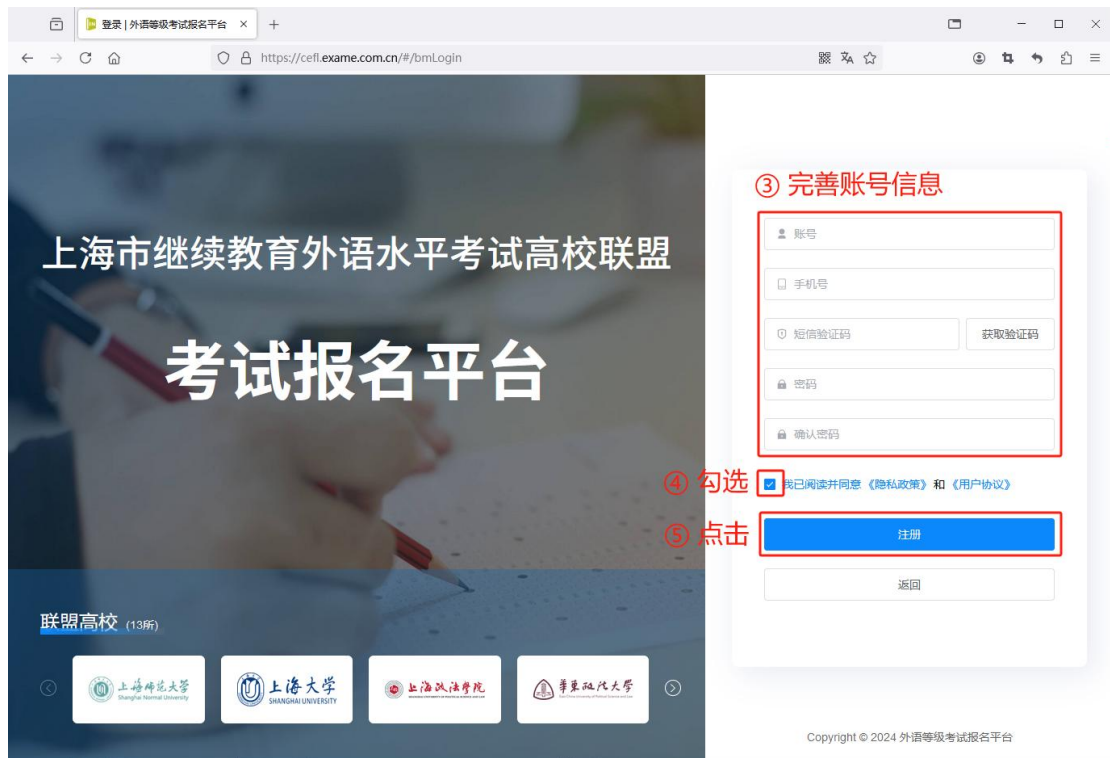 登录 | 外语等级考试报名平台
https://cefl.exame.com.cn/#/bmLogin
上海市继续教育外语水平考试高校联盟
考试报名平台
联盟高校 (13所)
上海师范大学
Shanghai Normal University
上海大学
SHANGHAI UNIVERSITY
上海政法学院
华东政法大学
③ 完善账号信息
账号
手机号
短信验证码 获取验证码
密码
确认密码
④ 勾选 我已阅读并同意《隐私政策》和《用户协议》
⑤ 点击 注册
返回
Copyright © 2024 外语等级考试报名平台